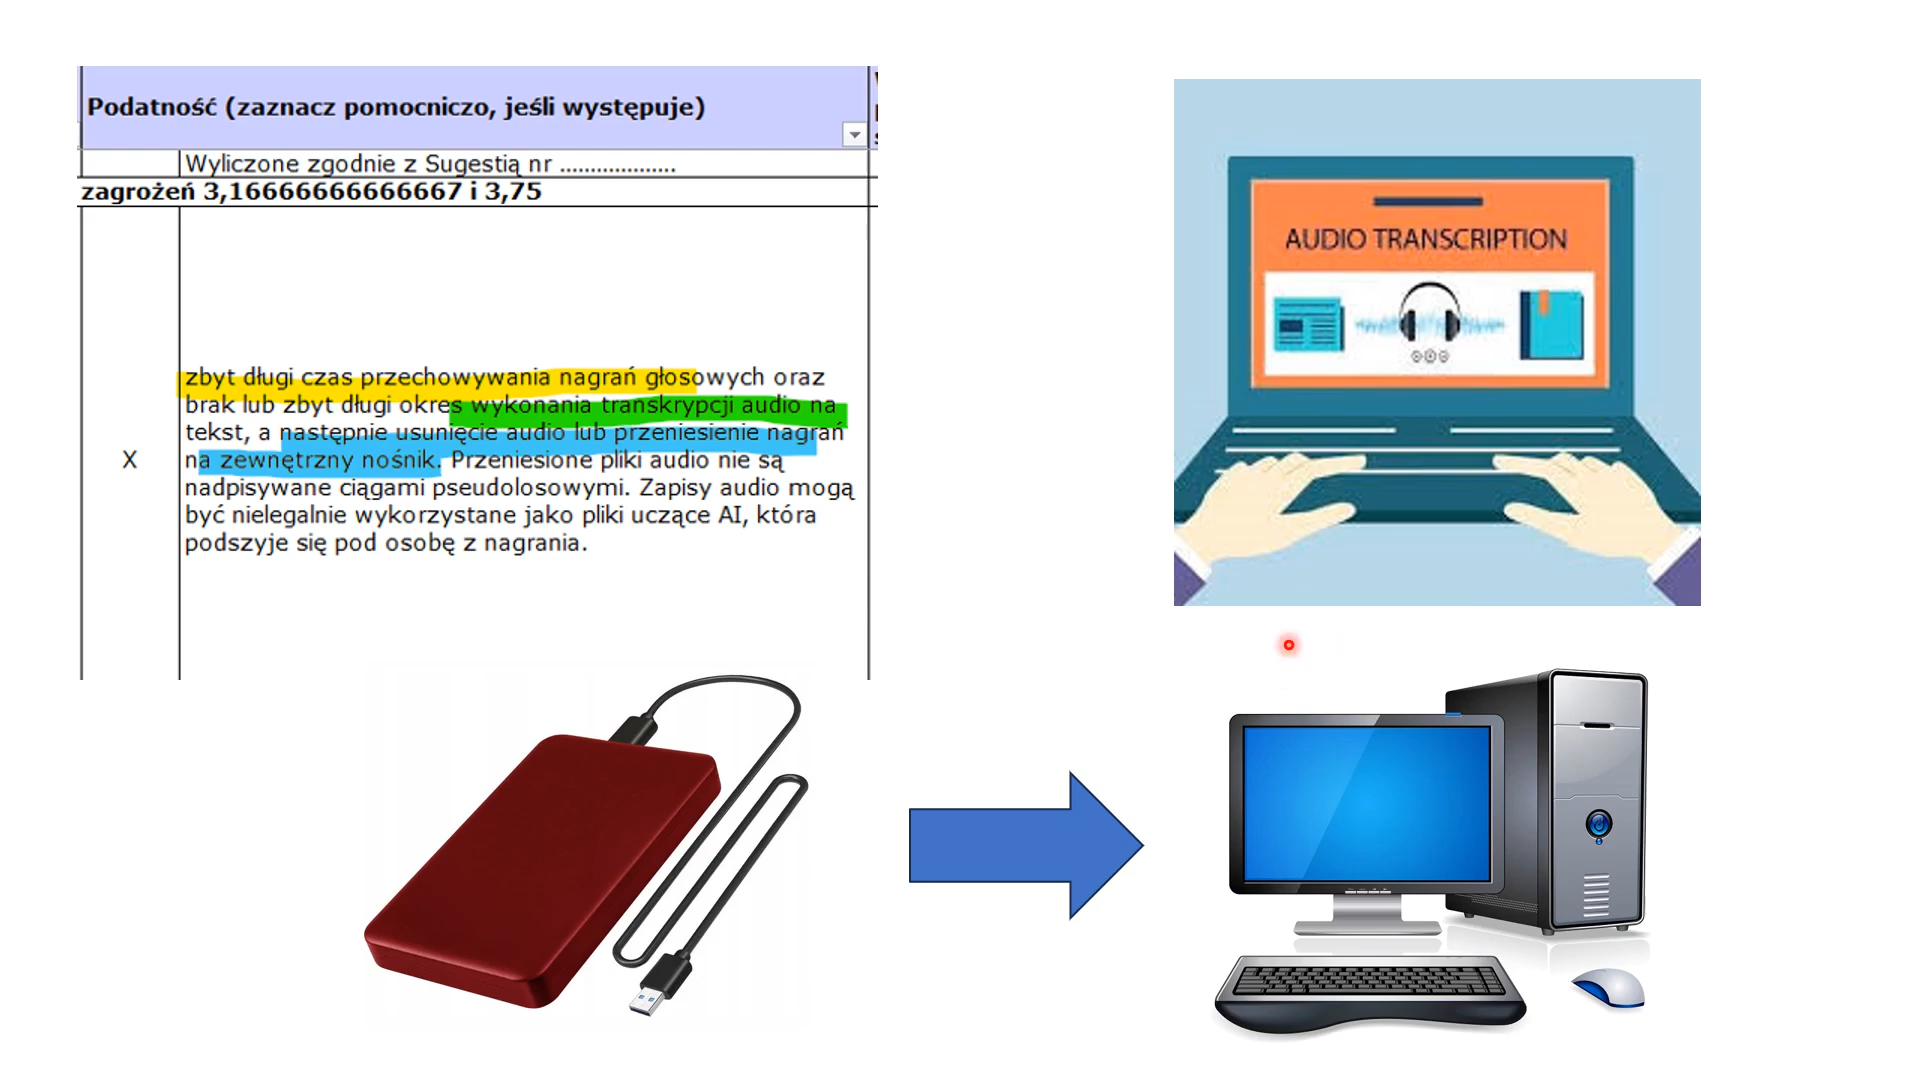 Podatność (zaznacz pomocniczo, jeśli występuje)
Wyliczone zgodnie z Sugestią nr ...................
zagrożeń 3,16666666666667 i 3,75
zbyt długi czas przechowywania nagrań głosowych oraz
brak lub zbyt długi okres wykonania transkrypcji audio na
tekst, a następnie usunięcie audio lub przeniesienie nagrań
X na zewnętrzny nośnik. Przeniesione pliki audio nie są
nadpisywane ciągami pseudolosowymi. Zapisy audio mogą
być nielegalnie wykorzystane jako pliki uczące AI, która
podszyje się pod osobę z nagrania.
AUDIO TRANSCRIPTION